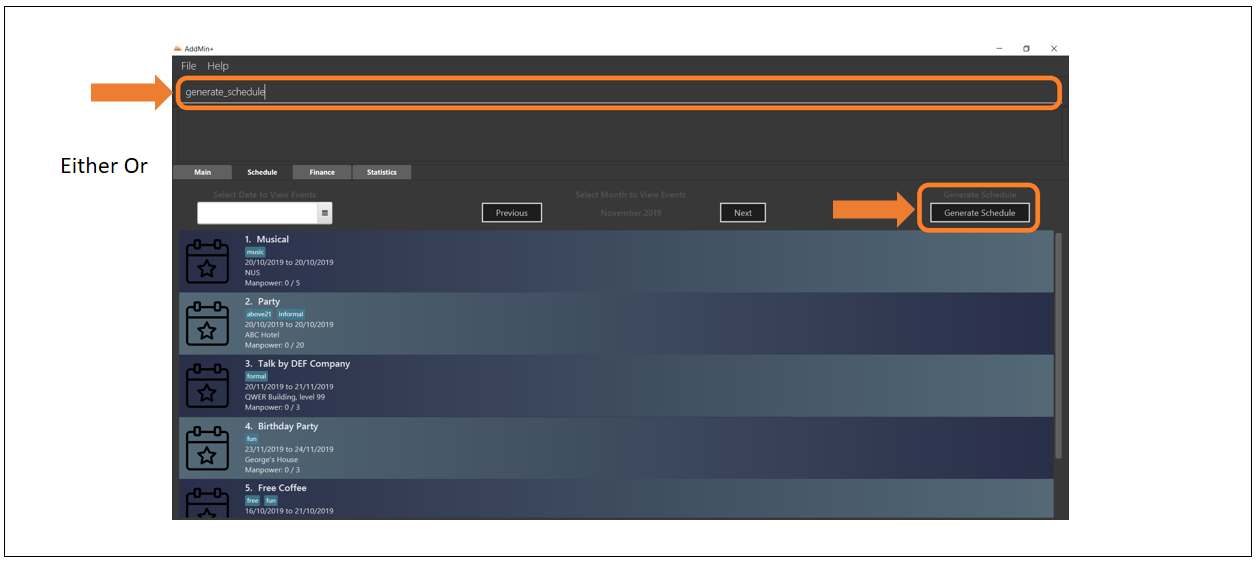 AddMin+
File Help
generate_schedule
Either Or
Main Schedule Finance Statistics
Select Date to View Events Select Month to View Events Generate Schedule
Previous November 2019 Next Generate Schedule
1. Musical
music
20/10/2019 to 20/10/2019
NUS
Manpower: 0 / 5
2. Party
above21 informal
20/10/2019 to 20/10/2019
ABC Hotel
Manpower: 0 / 20
3. Talk by DEF Company
formal
20/11/2019 to 21/11/2019
QWER Building, level 99
Manpower: 0 / 3
4. Birthday Party
fun
23/11/2019 to 24/11/2019
George's House
Manpower: 0 / 3
5. Free Coffee
free fun
16/10/2019 to 21/10/2019